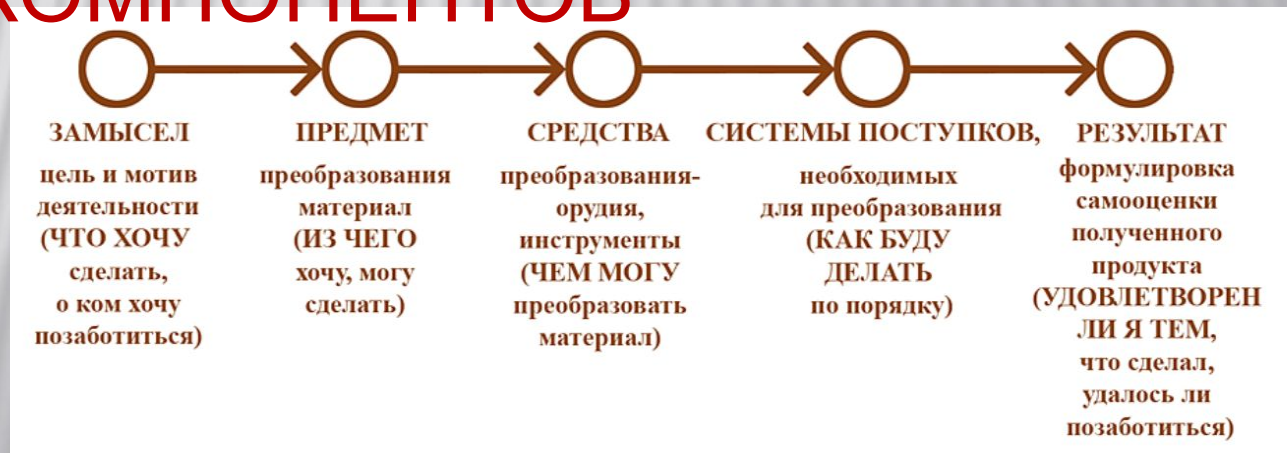 КОМПОНЕНТОВ
ЗАМЫСЕЛ
цель и мотив
деятельности
(ЧТО ХОЧУ
сделать,
о ком хочу
позаботиться)
ПРЕДМЕТ
преобразования
материал
(ИЗ ЧЕГО
хочу, могу
сделать)
СРЕДСТВА
преобразования-
орудия,
инструменты
(ЧЕМ МОГУ
преобразовать
материал)
СИСТЕМЫ ПОСТУПКОВ,
необходимых
для преобразования
(КАК БУДУ
ДЕЛАТЬ
по порядку)
РЕЗУЛЬТАТ
формулировка
самооценки
полученного
продукта
(УДОВЛЕТВОРЕН
ЛИ Я ТЕМ,
что сделал,
удалось ли
позаботиться)